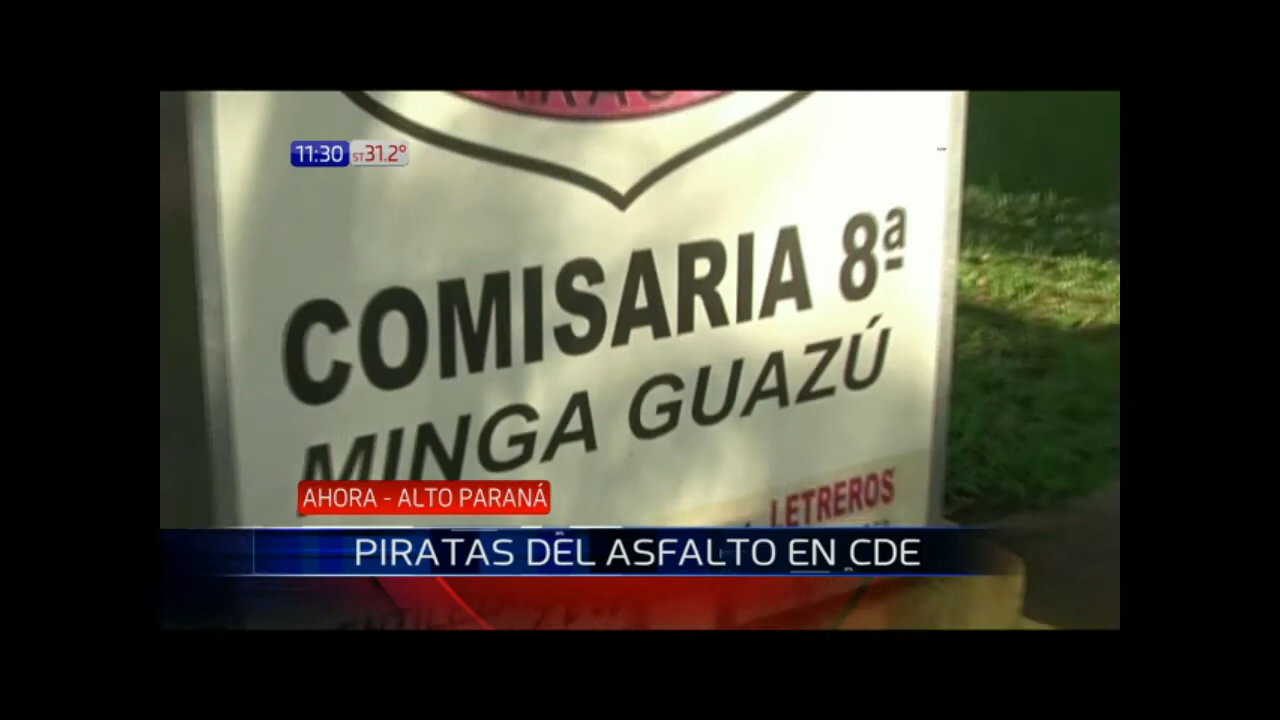 11:30 ST 31.2°
COMISARIA 8ª
MINGA GUAZÚ
LETREROS
AHORA - ALTO PARANÁ
PIRATAS DEL ASFALTO EN CDE